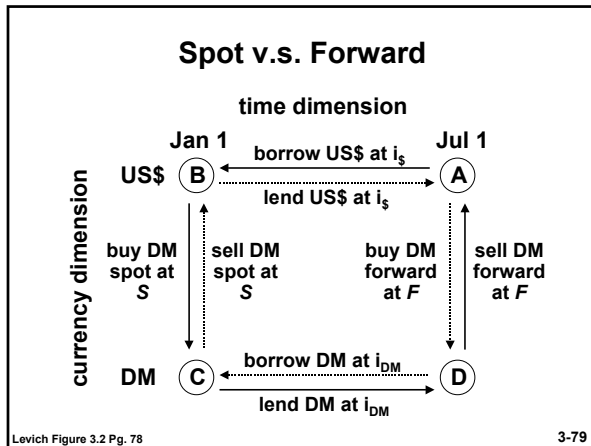 Spot v.s. Forward
time dimension
Jan 1
Jul 1
borrow US$ at i$
US$
B
A
lend US$ at i$
currency dimension
buy DM
spot at
S
sell DM
spot at
S
buy DM
forward
at F
sell DM
forward
at F
borrow DM at iDM
DM
C
D
lend DM at iDM
Levich Figure 3.2 Pg. 78
3-79